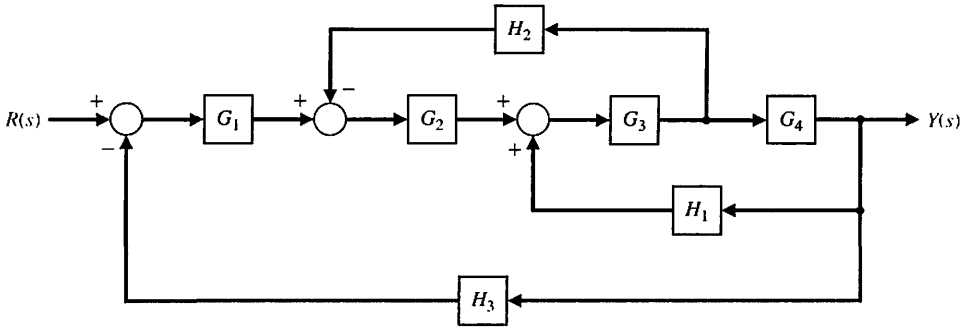 H₂
+
−
R(s)
+
−
G₁
+
G₂
+
+
G₃
G₄
Y(s)
H₁
H₃